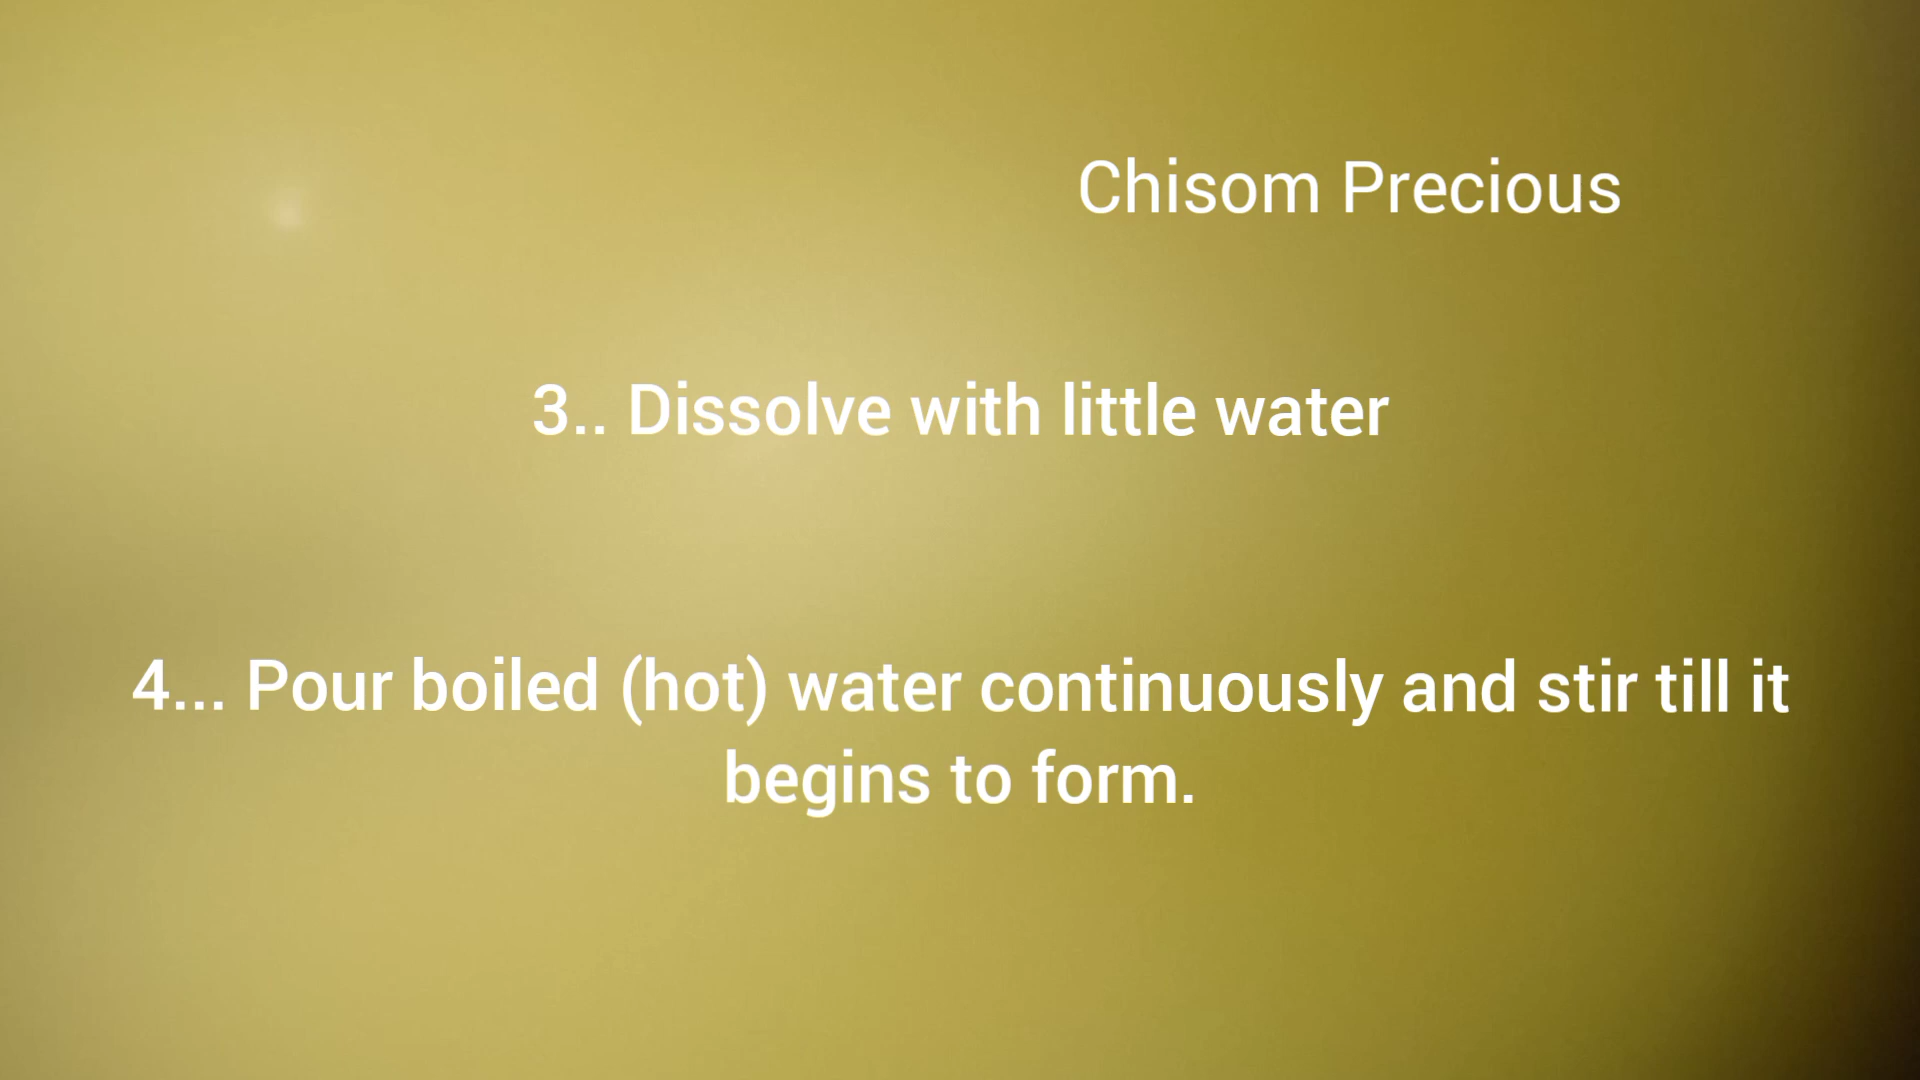 Chisom Precious
3.. Dissolve with little water
4... Pour boiled (hot) water continuously and stir till it
begins to form.